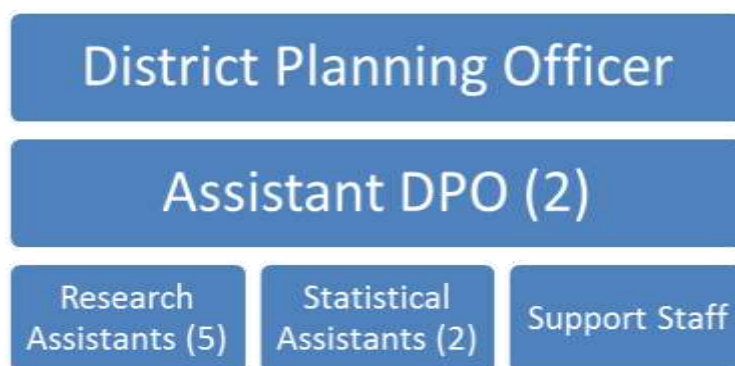 District Planning Officer
Assistant DPO (2)
Research
Assistants (5)
Statistical
Assistants (2)
Support Staff